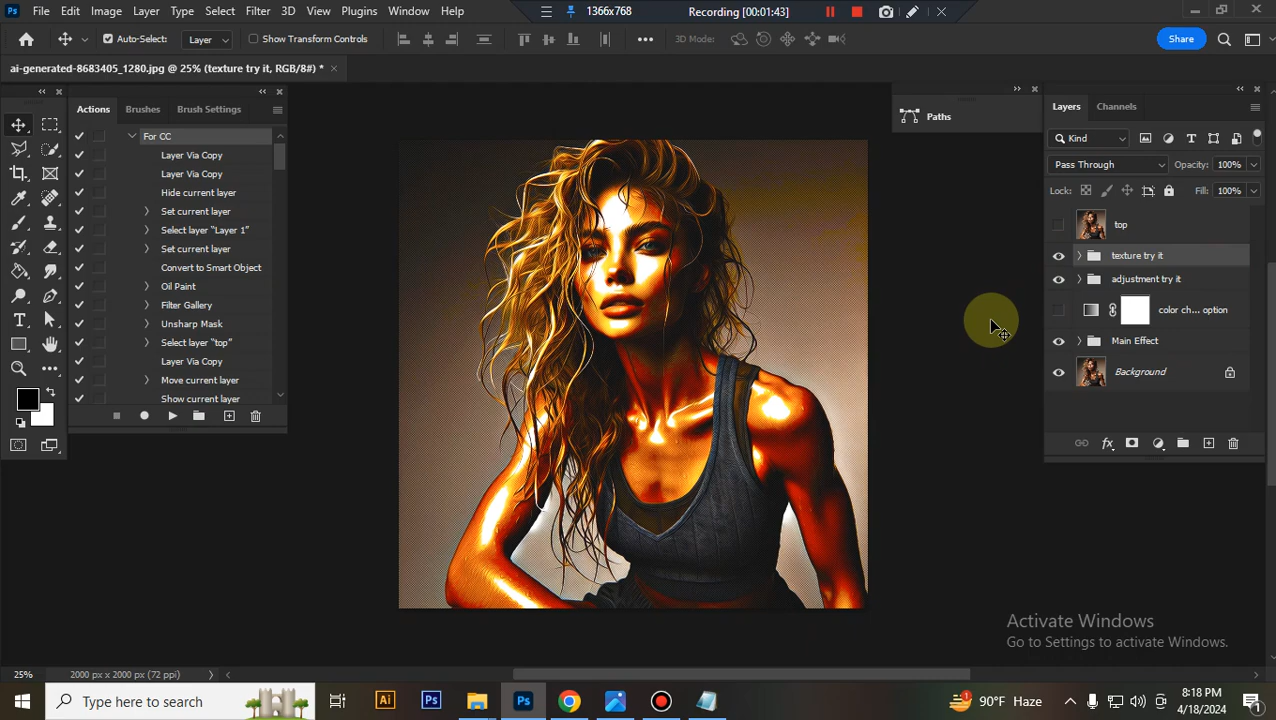 Ps File Edit Image Layer Type Select Filter 3D View Plugins Window Help 1366x768 Recording [00:01:43]
Auto-Select: Layer Show Transform Controls 3D Mode: Share
ai-generated-8683405_1280.jpg @ 25% (texture try it, RGB/8#) *
Actions Brushes Brush Settings
For CC
Layer Via Copy
Layer Via Copy
Hide current layer
Set current layer
Select layer “Layer 1”
Set current layer
Convert to Smart Object
Oil Paint
Filter Gallery
Unsharp Mask
Select layer “top”
Layer Via Copy
Move current layer
Show current layer
Paths
Layers Channels
Kind
Pass Through Opacity: 100%
Lock: Fill: 100%
top
texture try it
adjustment try it
color ch... option
Main Effect
Background
Activate Windows
Go to Settings to activate Windows.
25% 2000 px x 2000 px (72 ppi)
Type here to search Ai Ps Ps 1 90°F Haze 8:18 PM
4/18/2024 1